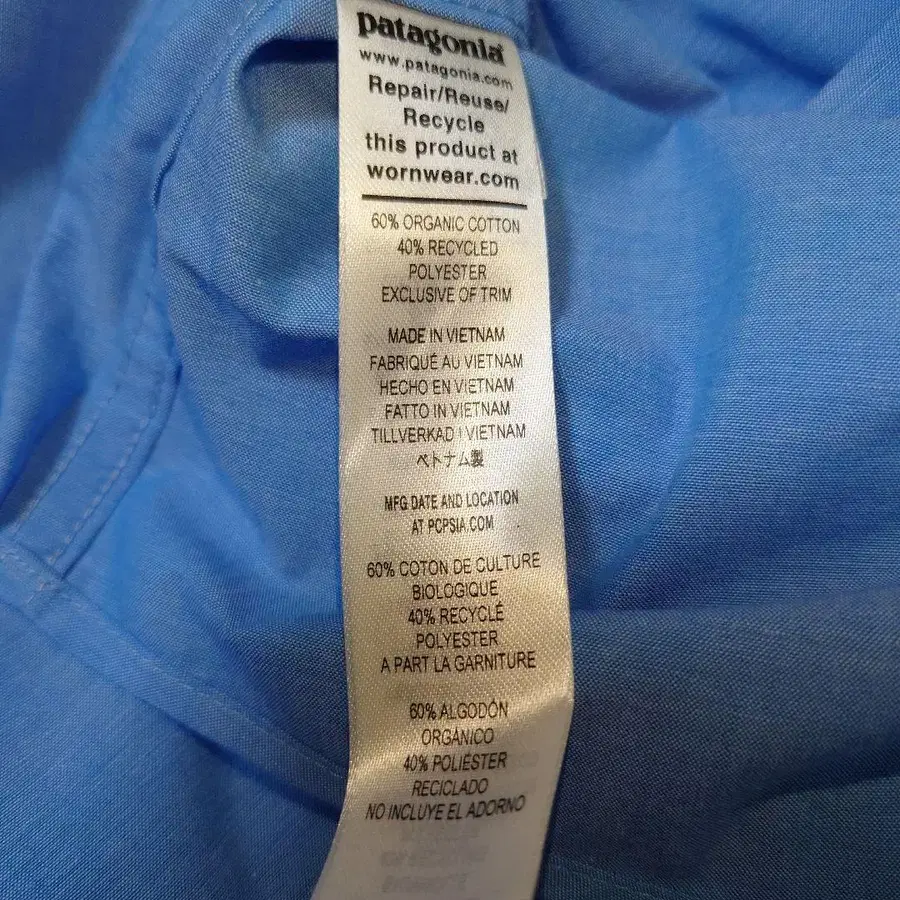 patagonia
www.patagonia.com
Repair/Reuse/
Recycle
this product at
wornwear.com
60% ORGANIC COTTON
40% RECYCLED
POLYESTER
EXCLUSIVE OF TRIM
MADE IN VIETNAM
FABRIQUÉ AU VIETNAM
HECHO EN VIETNAM
FATTO IN VIETNAM
TILLVERKAD I VIETNAM
ベトナム製
MFG DATE AND LOCATION
AT PCPSIA.COM
60% COTON DE CULTURE
BIOLOGIQUE
40% RECYCLÉ
POLYESTER
A PART LA GARNITURE
60% ALGODÓN
ORGÁNICO
40% POLIÉSTER
RECICLADO
NO INCLUYE EL ADORNO